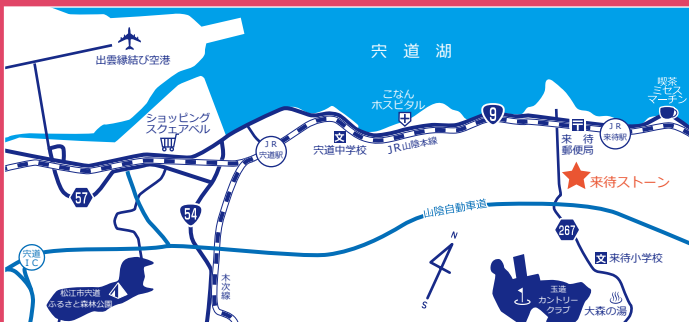 出雲縁結び空港
宍道湖
喫茶
ミセス
マーチン
こなん
ホスピタル
ショッピング
スクェアベル
9
JR
宍道駅
文
宍道中学校
JR山陰本線
来待
郵便局
JR
来待駅
来待ストーン
57
54
山陰自動車道
267
宍道
IC
N
S
文
来待小学校
木次線
松江市宍道
ふるさと森林公園
玉造
カントリー
クラブ
大森の湯